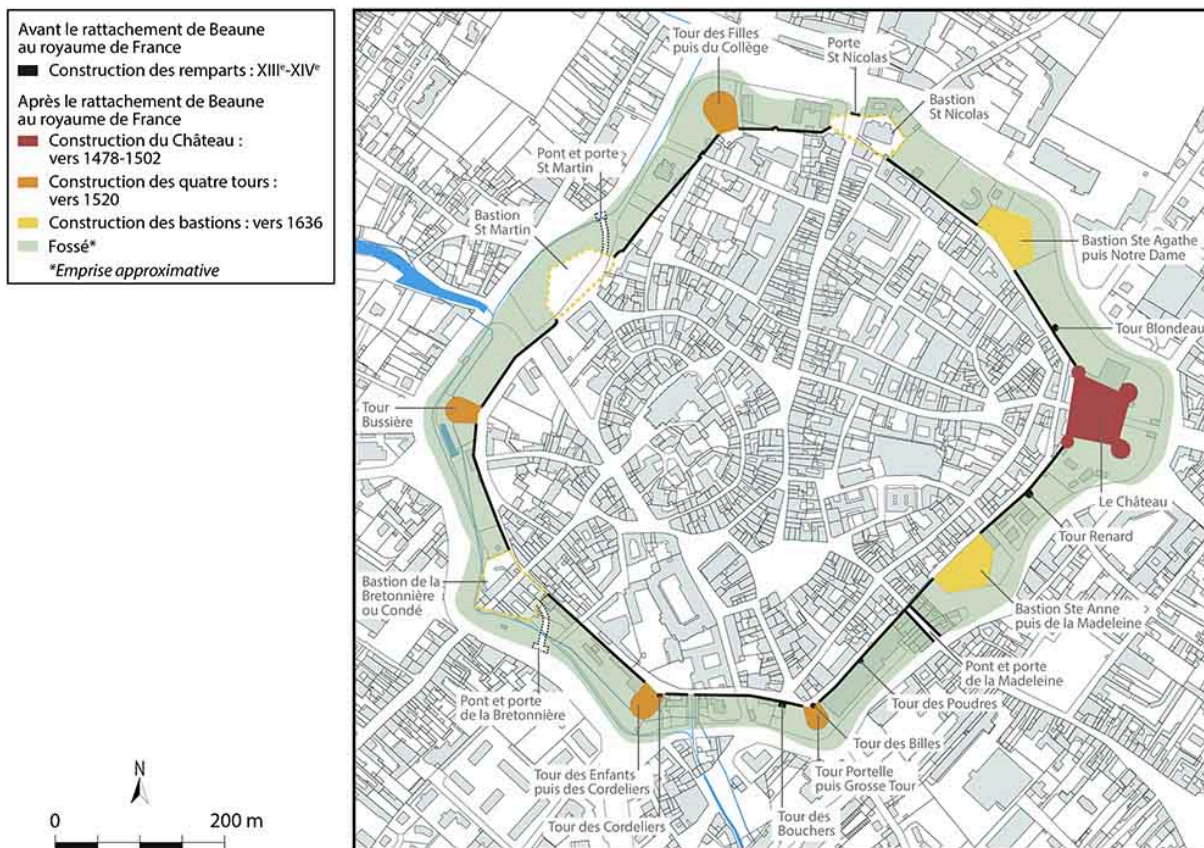 Avant le rattachement de Beaune
au royaume de France
Construction des remparts : XIIIᵉ-XIVᵉ
Après le rattachement de Beaune
au royaume de France
Construction du Château :
vers 1478-1502
Construction des quatre tours :
vers 1520
Construction des bastions : vers 1636
Fossé*
*Emprise approximative
N
0 200 m
Tour des Filles
puis du Collège
Porte
St Nicolas
Bastion
St Nicolas
Pont et porte
St Martin
Bastion
St Martin
Bastion Ste Agathe
puis Notre Dame
Tour Blondeau
Tour
Bussière
Le Château
Tour Renard
Bastion de la
Bretonnière
ou Condé
Bastion Ste Anne
puis de la Madeleine
Pont et porte
de la Madeleine
Pont et porte
de la Bretonnière
Tour des Poudres
Tour des Billes
Tour des Enfants
puis des Cordeliers
Tour Portelle
puis Grosse Tour
Tour des Cordeliers
Tour des
Bouchers